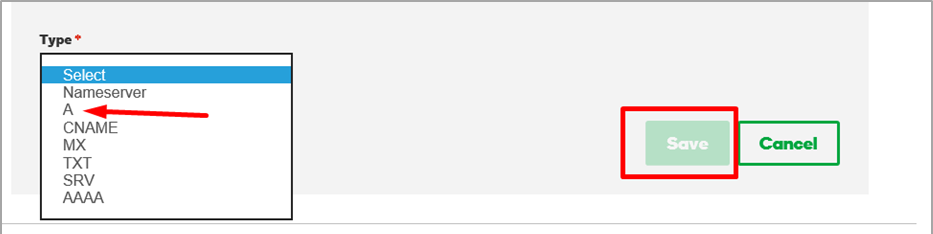 Type *
Select
Nameserver
A
CNAME
MX
TXT
SRV
AAAA
Save
Cancel